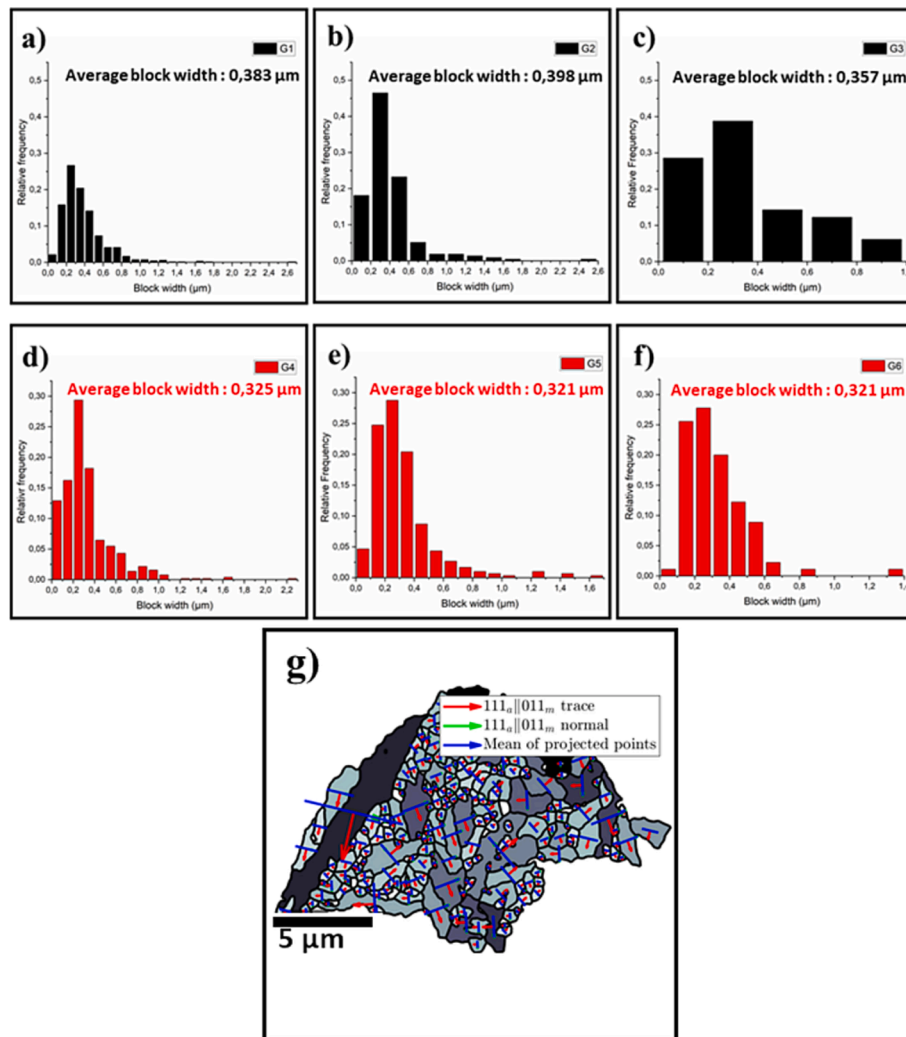 a)
G1
Average block width : 0,383 µm
0,5
0,4
0,3
0,2
0,1
0,0
Relative frequency
0,0 0,2 0,4 0,6 0,8 1,0 1,2 1,4 1,6 1,8 2,0 2,2 2,4 2,6
Block width (µm)
b)
G2
Average block width : 0,398 µm
0,5
0,4
0,3
0,2
0,1
0,0
Relative frequency
0,0 0,2 0,4 0,6 0,8 1,0 1,2 1,4 1,6 1,8 2,0 2,2 2,4 2,6
Block width (µm)
c)
G3
Average block width : 0,357 µm
0,5
0,4
0,3
0,2
0,1
0,0
Relative Frequency
0,0 0,2 0,4 0,6 0,8 1,0
Block width (µm)
d)
G4
Average block width : 0,325 µm
0,30
0,25
0,20
0,15
0,10
0,05
0,00
Relativr frequency
0,0 0,2 0,4 0,6 0,8 1,0 1,2 1,4 1,6 1,8 2,0 2,2
Block width (µm)
e)
G5
Average block width : 0,321 µm
0,30
0,25
0,20
0,15
0,10
0,05
0,00
Relative Frequency
0,0 0,2 0,4 0,6 0,8 1,0 1,2 1,4 1,6
Block width (µm)
f)
G6
Average block width : 0,321 µm
0,30
0,25
0,20
0,15
0,10
0,05
0,00
Relative frequency
0,0 0,2 0,4 0,6 0,8 1,0 1,2 1,4
Block width (µm)
g)
111a||011m trace
111a||011m normal
Mean of projected points
5 µm